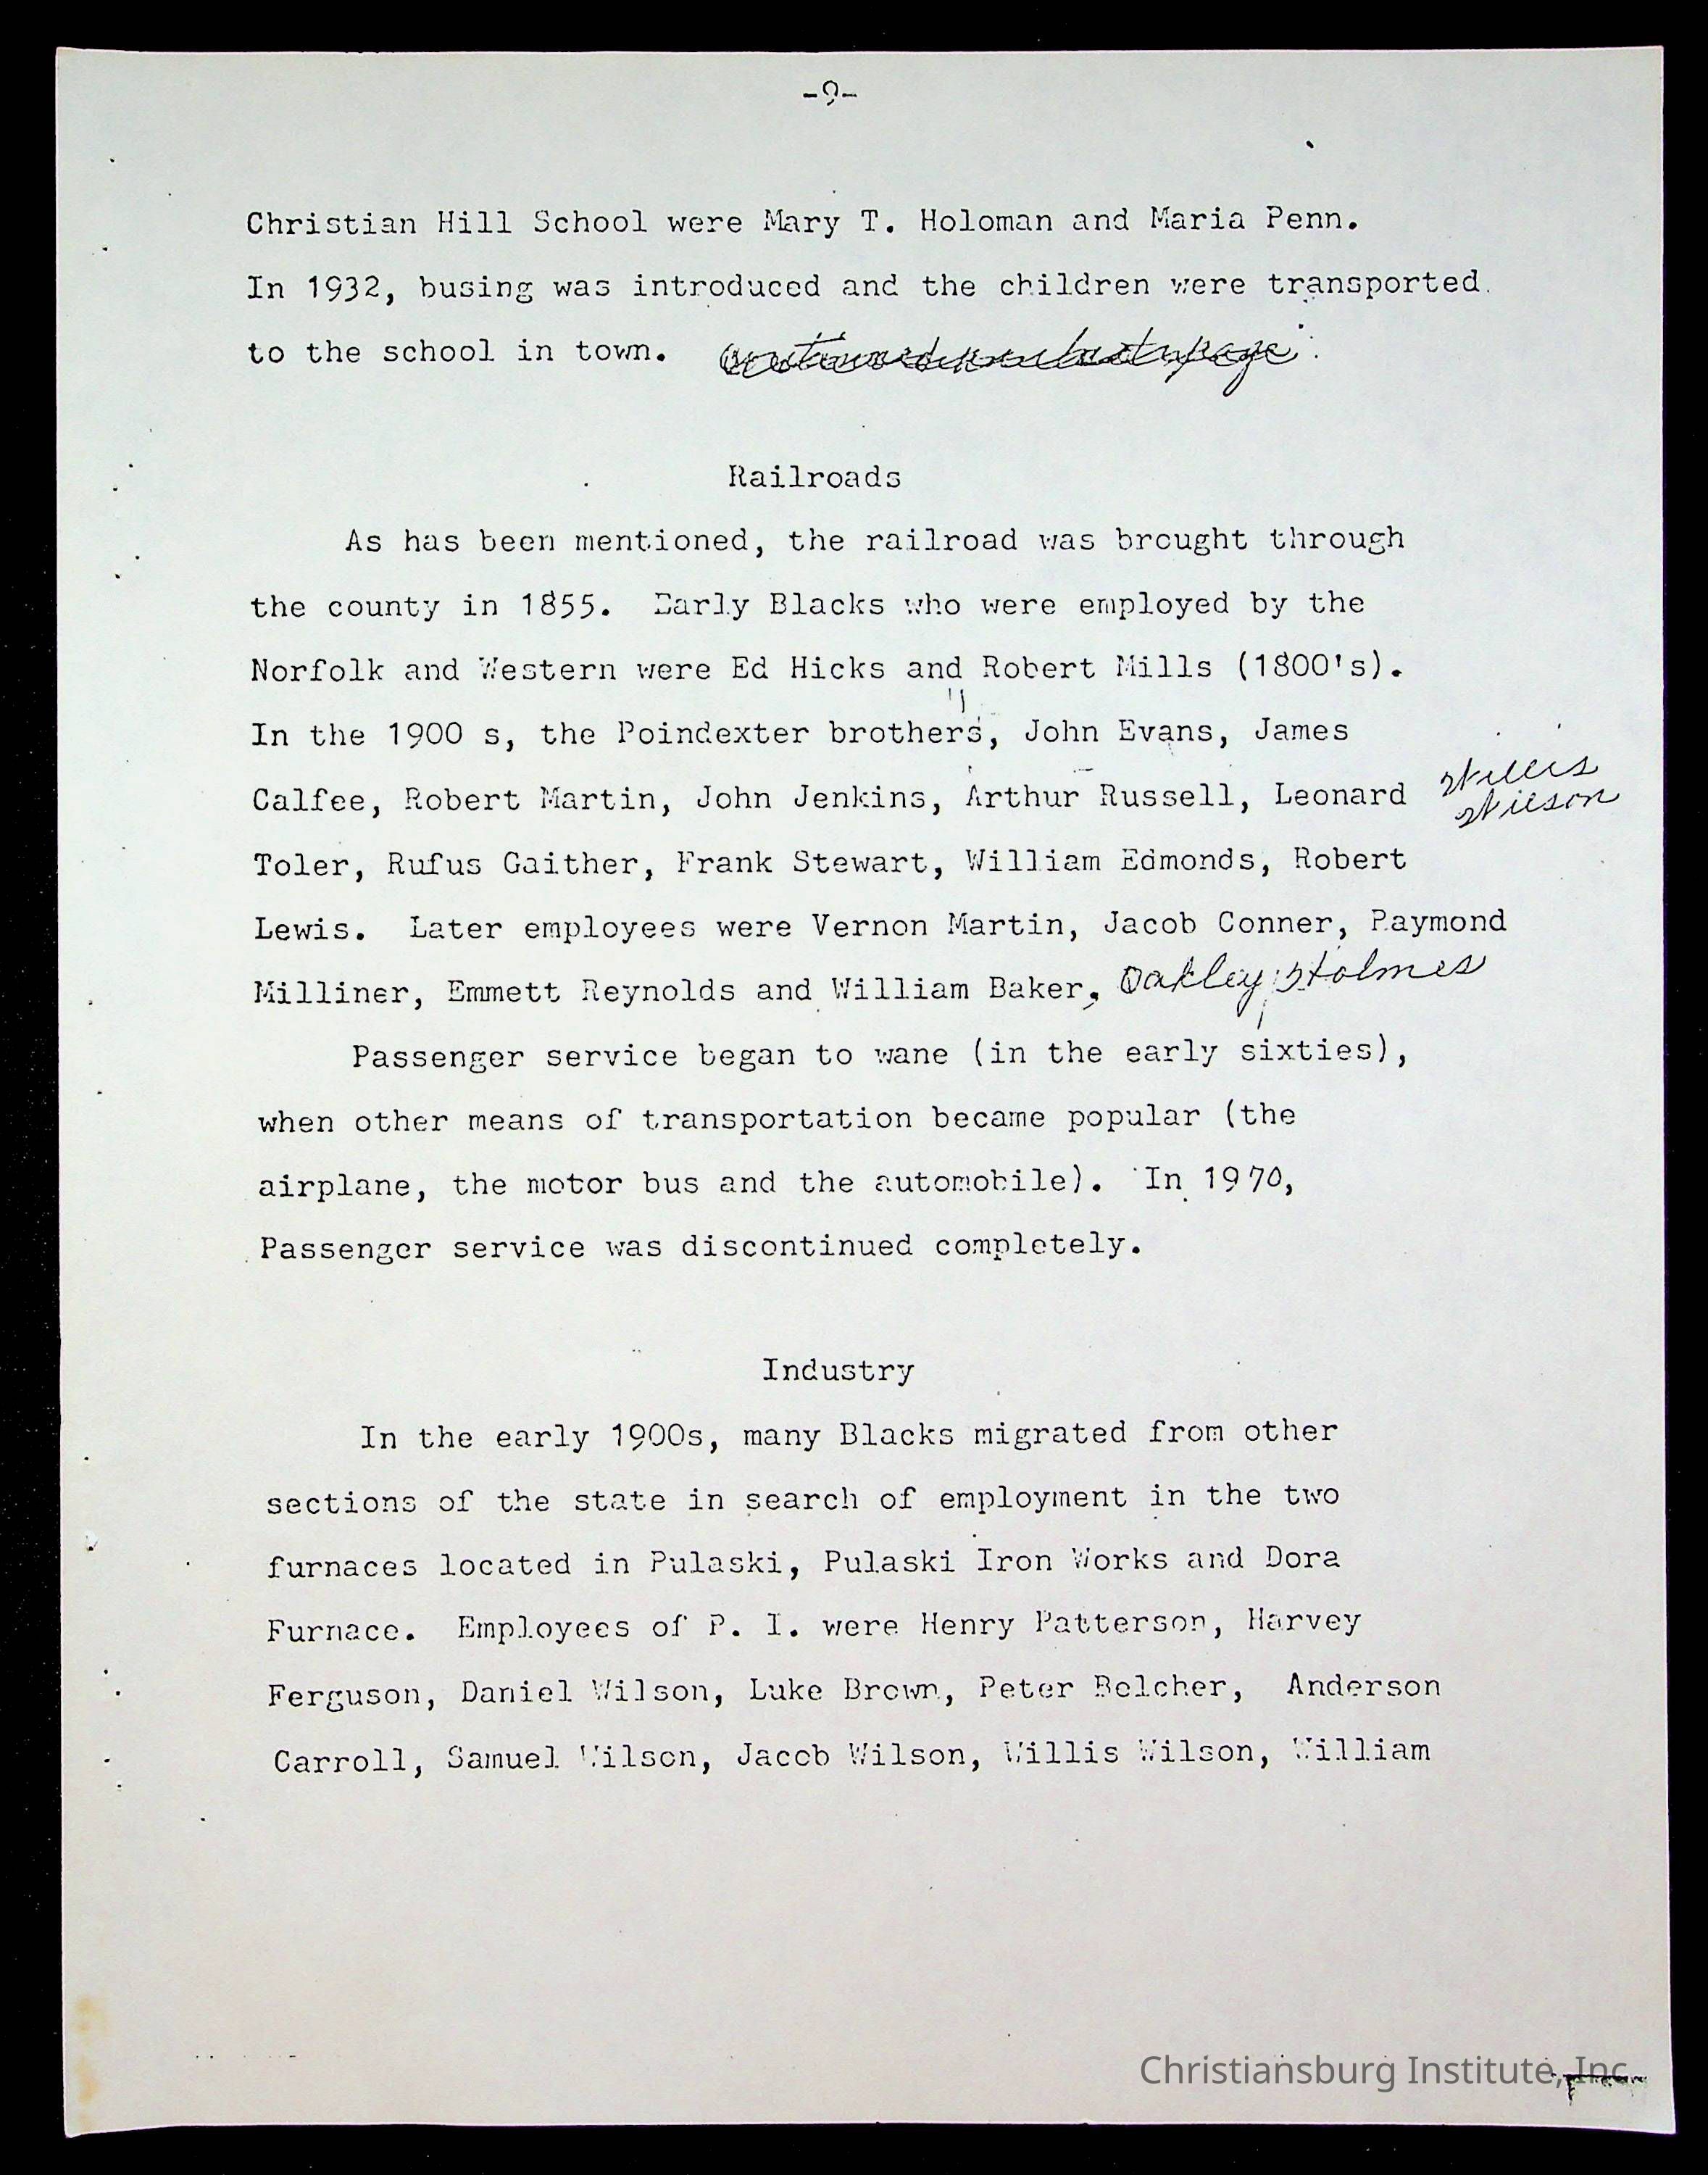 -9-
Christian Hill School were Mary T. Holoman and Maria Penn.
In 1932, busing was introduced and the children were transported
to the school in town. continued on last page
Railroads
As has been mentioned, the railroad was brought through
the county in 1855. Early Blacks who were employed by the
Norfolk and Western were Ed Hicks and Robert Mills (1800's).
In the 1900 s, the Poindexter brothers, John Evans, James
Calfee, Robert Martin, John Jenkins, Arthur Russell, Leonard Willis
Wilson
Toler, Rufus Gaither, Frank Stewart, William Edmonds, Robert
Lewis. Later employees were Vernon Martin, Jacob Conner, Raymond
Milliner, Emmett Reynolds and William Baker, Oakley Holmes
Passenger service began to wane (in the early sixties),
when other means of transportation became popular (the
airplane, the motor bus and the automobile). In 1970,
Passenger service was discontinued completely.
Industry
In the early 1900s, many Blacks migrated from other
sections of the state in search of employment in the two
furnaces located in Pulaski, Pulaski Iron Works and Dora
Furnace. Employees of P. I. were Henry Patterson, Harvey
Ferguson, Daniel Wilson, Luke Brown, Peter Belcher, Anderson
Carroll, Samuel Wilson, Jacob Wilson, Willis Wilson, William
Christiansburg Institute, Inc.